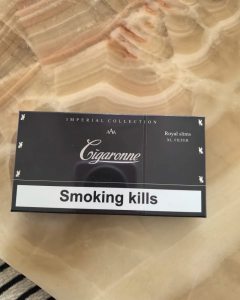 IMPERIAL COLLECTION
Cigaronne
Royal slims
XL FILTER
Smoking kills